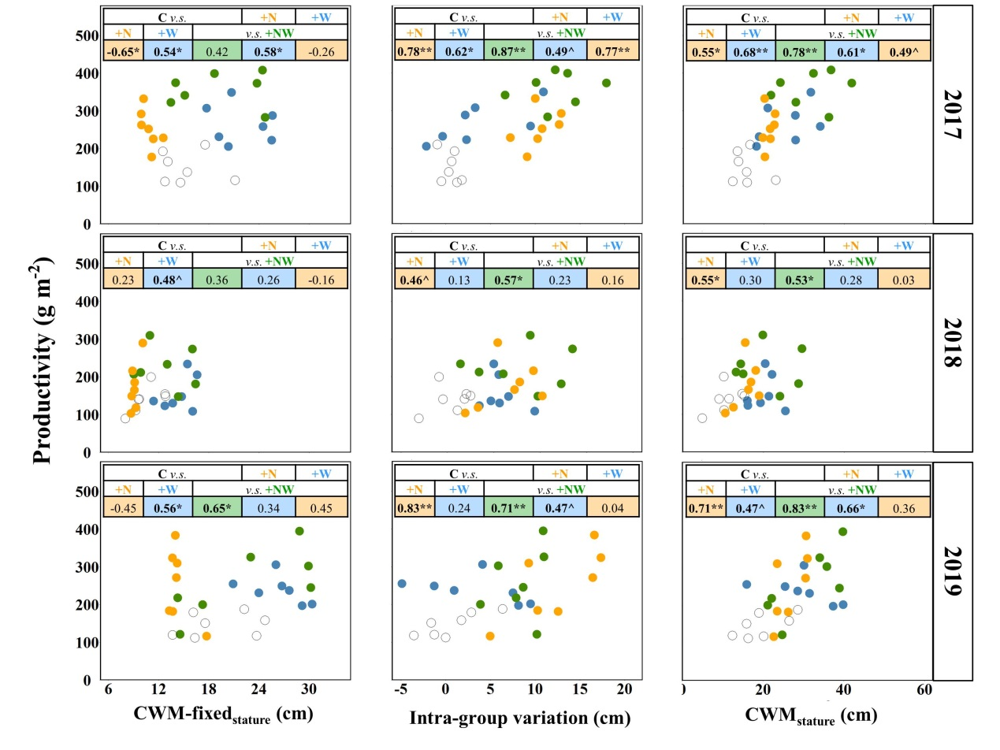 C v.s. +N +W
+N +W v.s. +NW
-0.65* 0.54* 0.42 0.58* -0.26
C v.s. +N +W
+N +W v.s. +NW
0.78** 0.62* 0.87** 0.49^ 0.77**
C v.s. +N +W
+N +W v.s. +NW
0.55* 0.68** 0.78** 0.61* 0.49^
500
400
300
200
100
0
2017
C v.s. +N +W
+N +W v.s. +NW
0.23 0.48^ 0.36 0.26 -0.16
C v.s. +N +W
+N +W v.s. +NW
0.46^ 0.13 0.57* 0.23 0.16
C v.s. +N +W
+N +W v.s. +NW
0.55* 0.30 0.53* 0.28 0.03
500
400
300
200
100
0
2018
Productivity (g m-2)
C v.s. +N +W
+N +W v.s. +NW
-0.45 0.56* 0.65* 0.34 0.45
C v.s. +N +W
+N +W v.s. +NW
0.83** 0.24 0.71** 0.47^ 0.04
C v.s. +N +W
+N +W v.s. +NW
0.71** 0.47^ 0.83** 0.66* 0.36
500
400
300
200
100
0
2019
6 12 18 24 30
-5 0 5 10 15 20
20 40 60
CWM-fixedstature (cm)
Intra-group variation (cm)
CWMstature (cm)